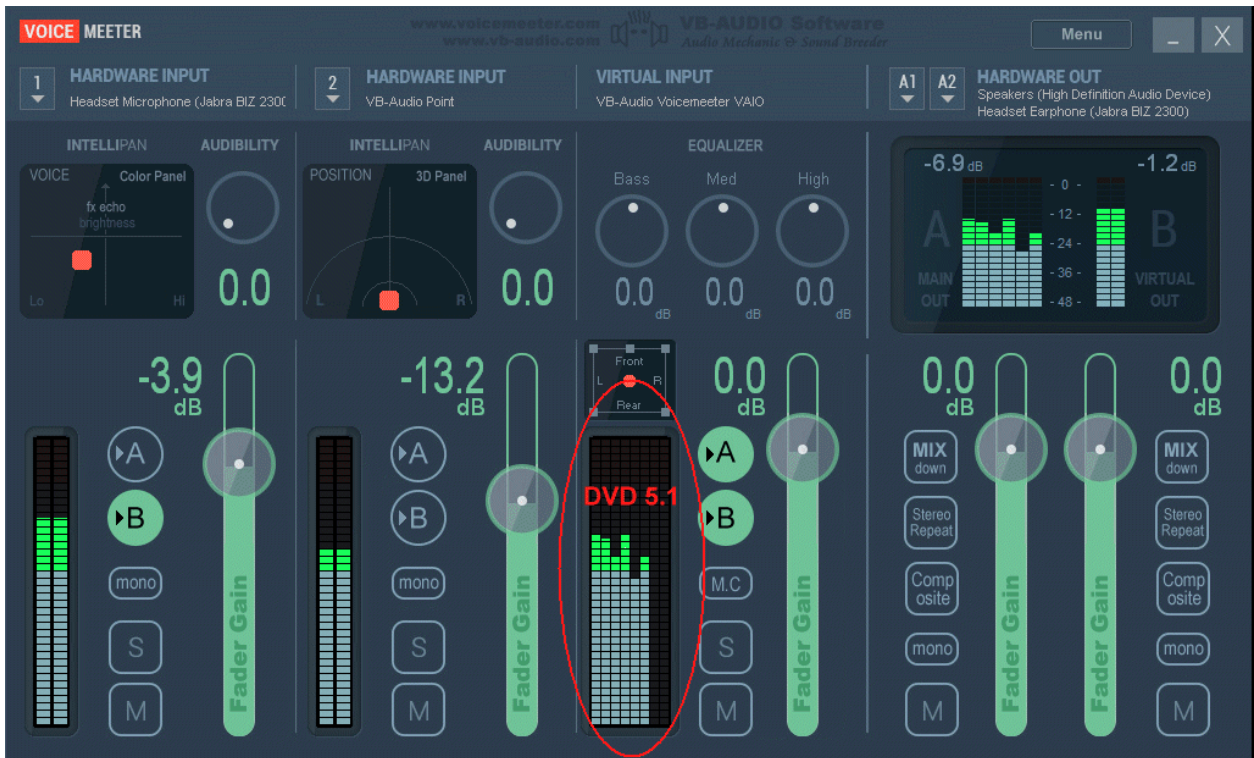 VOICE MEETER
www.voicemeeter.com
www.vb-audio.com
VB-AUDIO Software
Audio Mechanic & Sound Breeder
Menu
_
X
1
HARDWARE INPUT
Headset Microphone (Jabra BIZ 230(
2
HARDWARE INPUT
VB-Audio Point
VIRTUAL INPUT
VB-Audio Voicemeeter VAIO
A1
A2
HARDWARE OUT
Speakers (High Definition Audio Device)
Headset Earphone (Jabra BIZ 2300)
INTELLIPAN
AUDIBILITY
VOICE
Color Panel
fx echo
brightness
Lo
Hi
0.0
INTELLIPAN
AUDIBILITY
POSITION
3D Panel
L
R
0.0
EQUALIZER
Bass
Med
High
0.0 dB
0.0 dB
0.0 dB
-6.9 dB
-1.2 dB
- 0 -
- 12 -
- 24 -
- 36 -
- 48 -
A
MAIN
OUT
B
VIRTUAL
OUT
-3.9
dB
A
B
mono
S
M
Fader Gain
-13.2
dB
A
B
mono
S
M
Fader Gain
Front
L
R
Rear
DVD 5.1
0.0
dB
A
B
M.C
S
M
Fader Gain
0.0
dB
MIX
down
Stereo
Repeat
Comp
osite
mono
M
Fader Gain
Fader Gain
0.0
dB
MIX
down
Stereo
Repeat
Comp
osite
mono
M